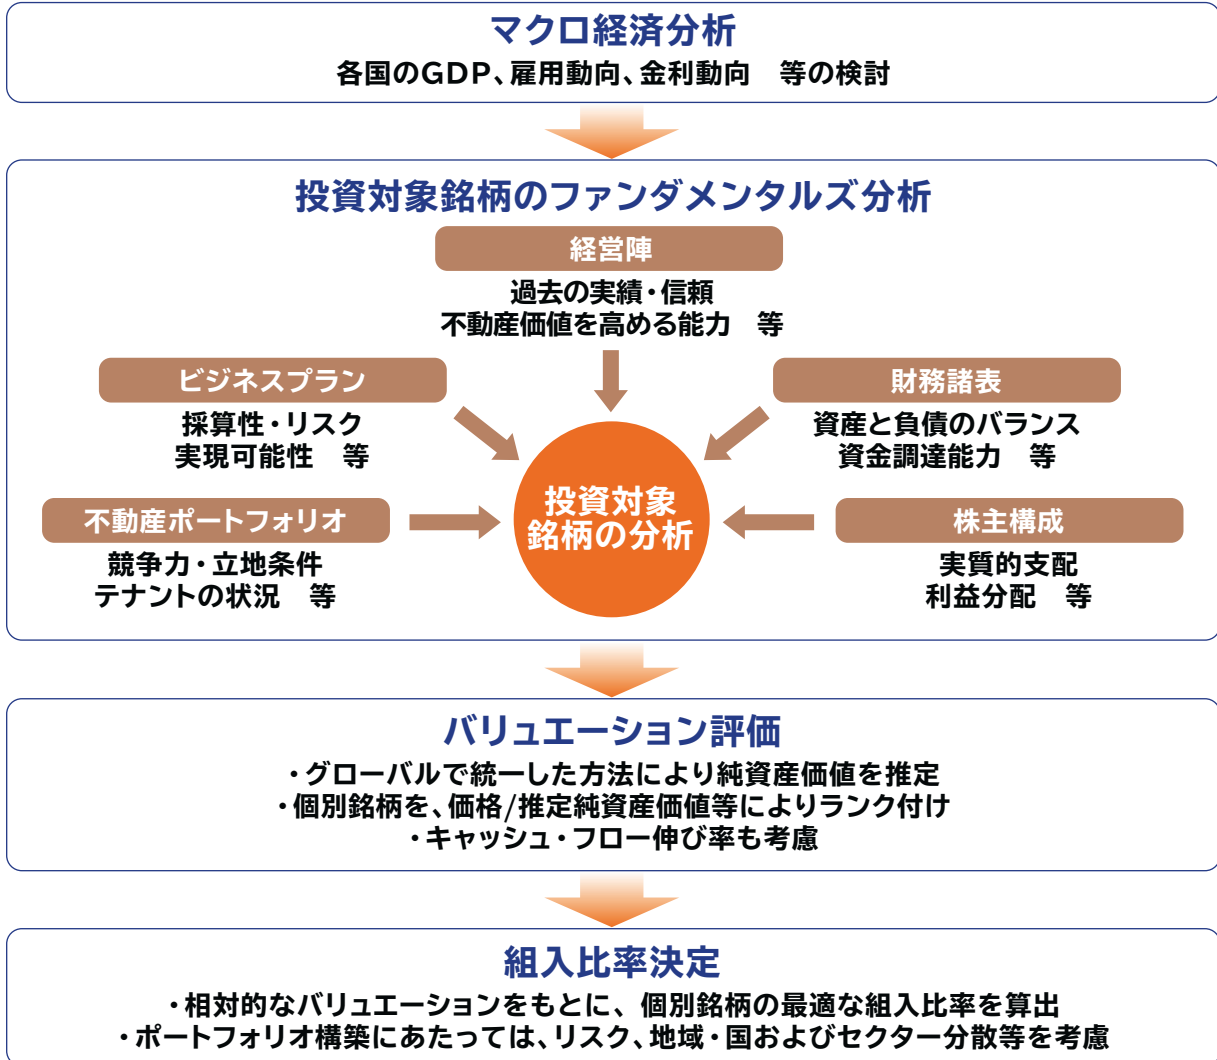 マクロ経済分析
各国のGDP、雇用動向、金利動向　等の検討
投資対象銘柄のファンダメンタルズ分析
経営陣
過去の実績・信頼
不動産価値を高める能力　等
ビジネスプラン
採算性・リスク
実現可能性　等
財務諸表
資産と負債のバランス
資金調達能力　等
不動産ポートフォリオ
競争力・立地条件
テナントの状況　等
投資対象
銘柄の分析
株主構成
実質的支配
利益分配　等
バリュエーション評価
・グローバルで統一した方法により純資産価値を推定
・個別銘柄を、価格/推定純資産価値等によりランク付け
・キャッシュ・フロー伸び率も考慮
組入比率決定
・相対的なバリュエーションをもとに、個別銘柄の最適な組入比率を算出
・ポートフォリオ構築にあたっては、リスク、地域・国およびセクター分散等を考慮